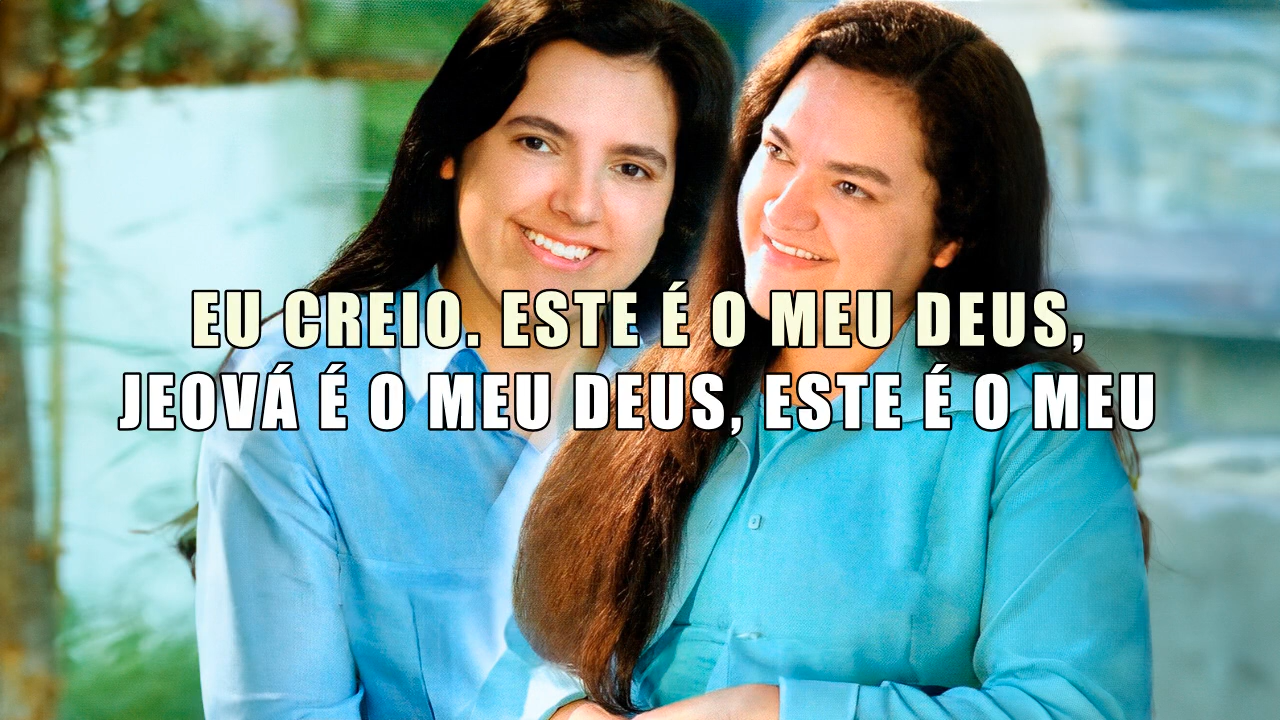 EU CREIO. ESTE É O MEU DEUS,
JEOVÁ É O MEU DEUS, ESTE É O MEU